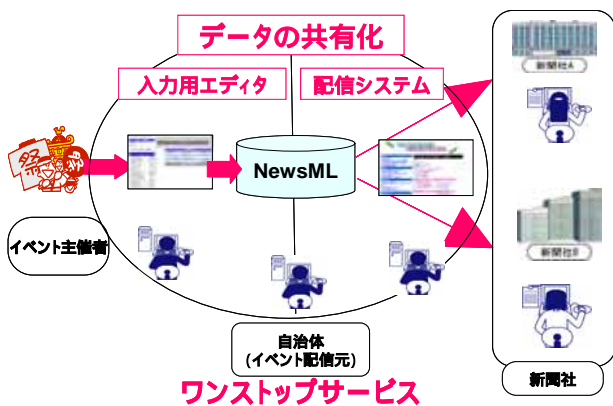 データの共有化
入力用エディタ
配信システム
新聞社A
祭
NewsML
イベント主催者
新聞社B
自治体
(イベント配信元)
新聞社
ワンストップサービス